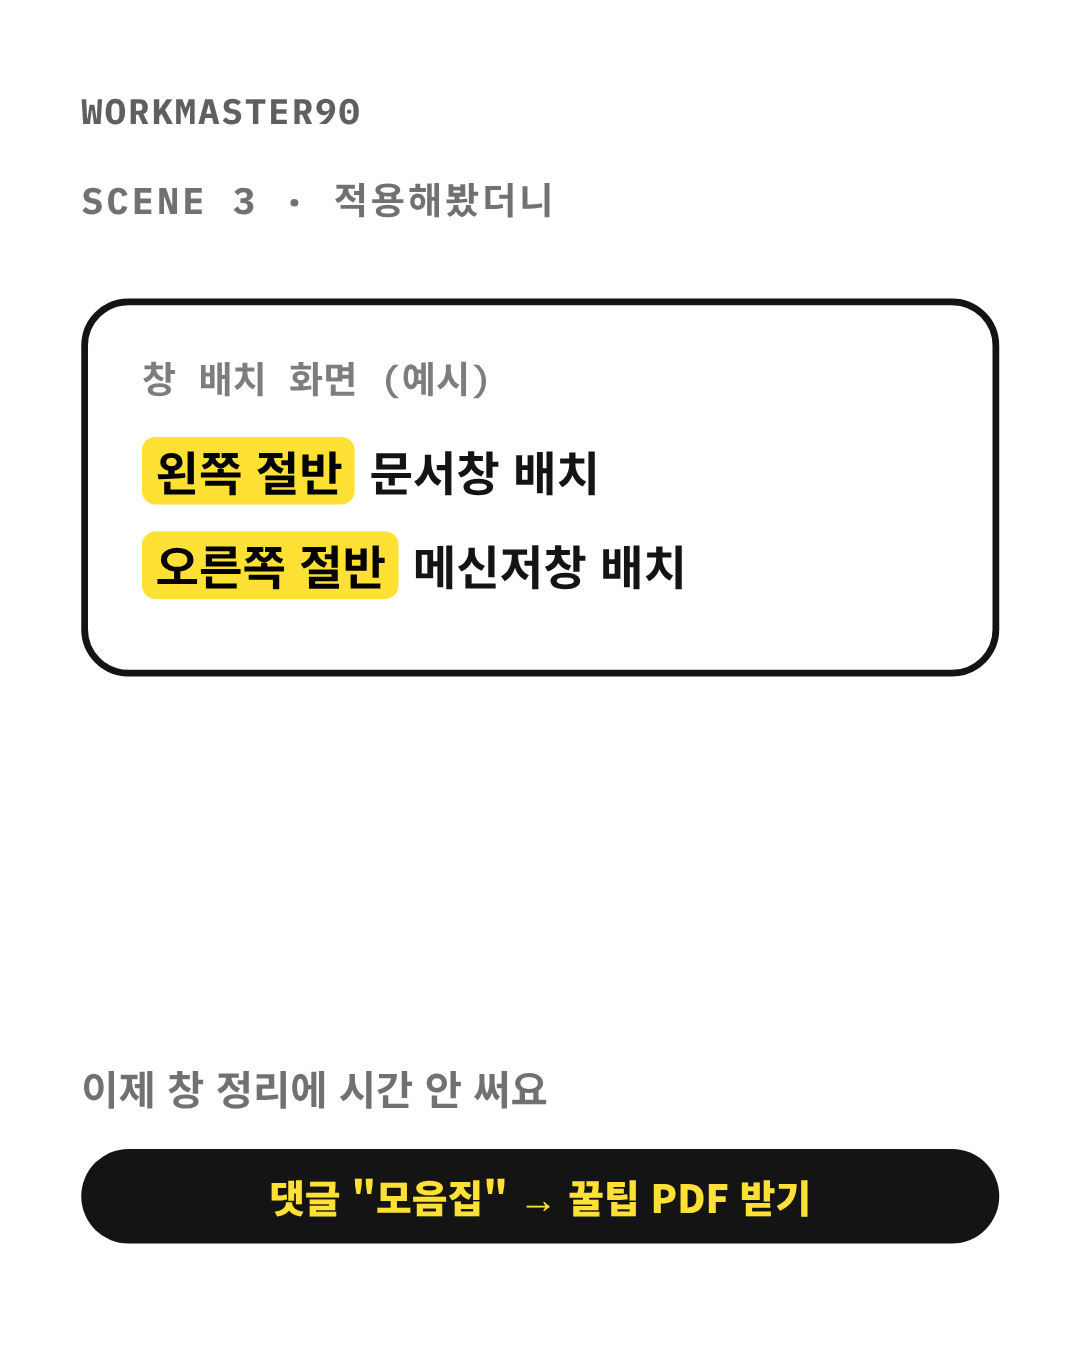 WORKMASTER90
SCENE 3 · 적용해봤더니
창 배치 화면 (예시)
왼쪽 절반 문서창 배치
오른쪽 절반 메신저창 배치
이제 창 정리에 시간 안 써요
댓글 "모음집" → 꿀팁 PDF 받기